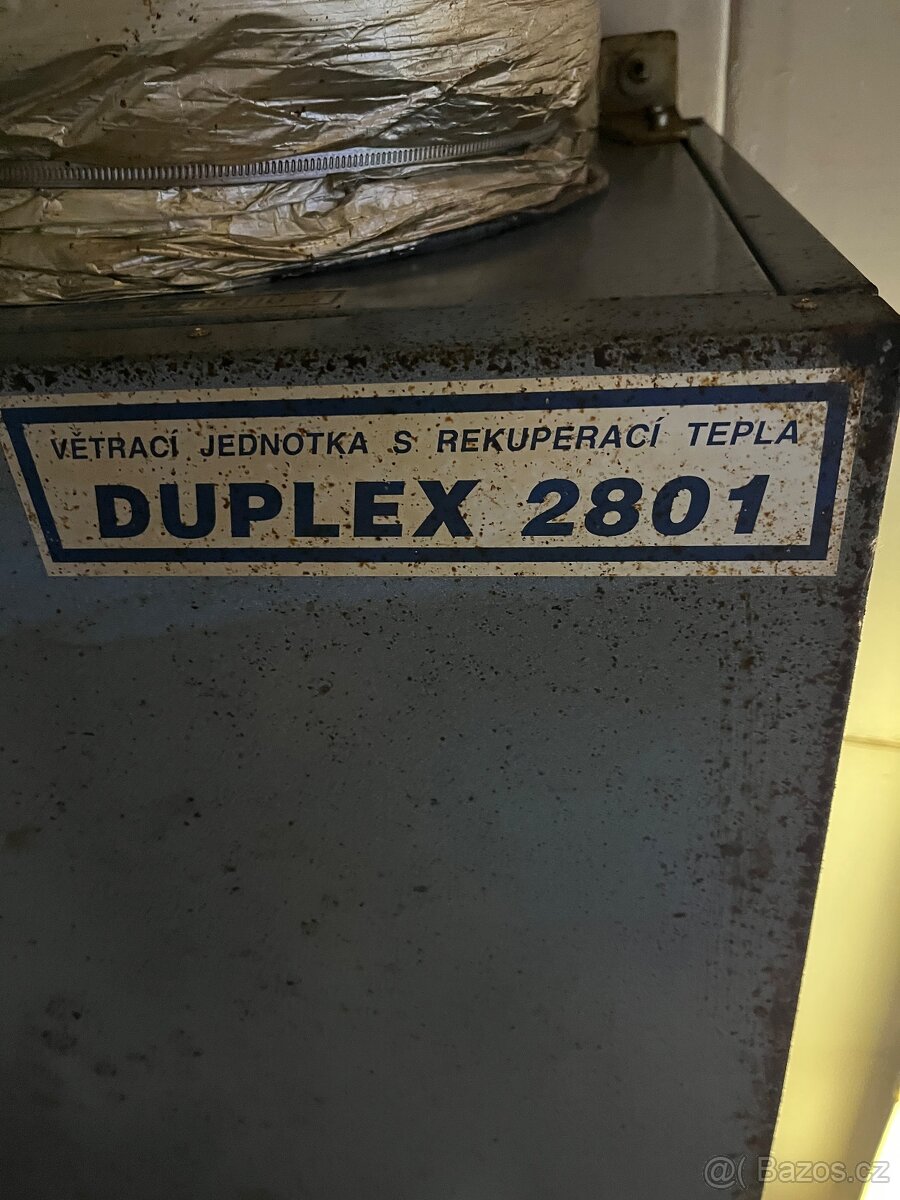 VĚTRACÍ JEDNOTKA S REKUPERACÍ TEPLA
DUPLEX 2801
Bazos.cz